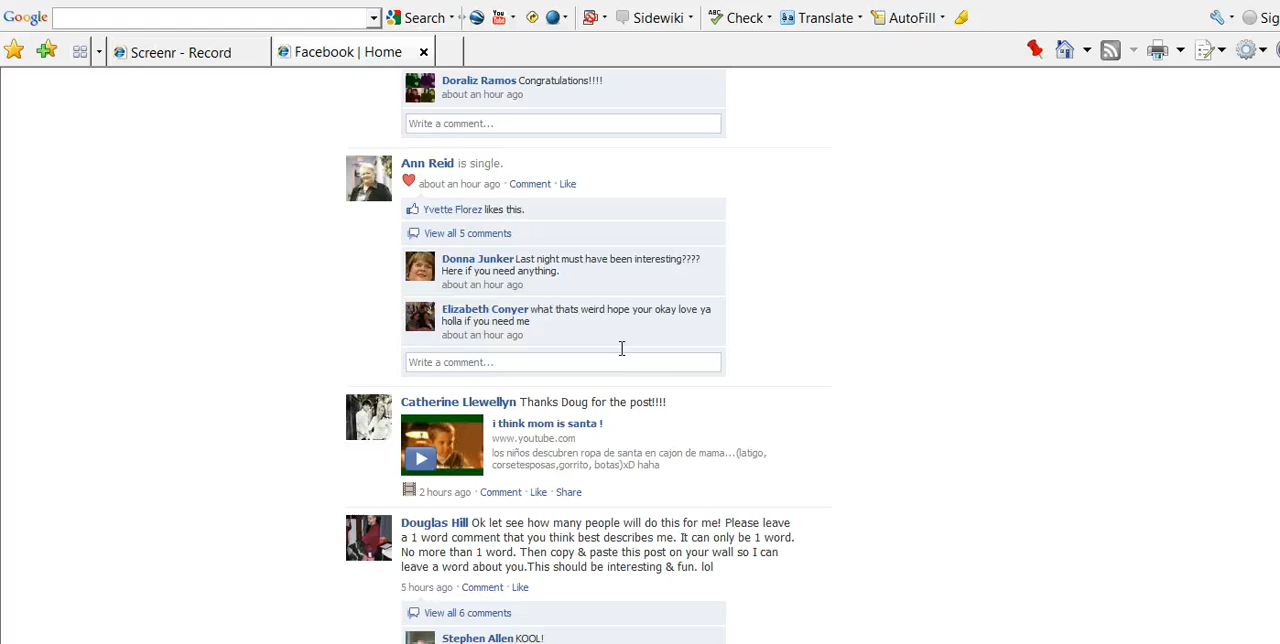 Google Search Sidewiki Check Translate AutoFill Sig
Screenr - Record Facebook | Home
Doraliz Ramos Congratulations!!!!
about an hour ago
Write a comment...
Ann Reid is single.
about an hour ago · Comment · Like
Yvette Florez likes this.
View all 5 comments
Donna Junker Last night must have been interesting????
Here if you need anything.
about an hour ago
Elizabeth Conyer what thats weird hope your okay love ya
holla if you need me
about an hour ago
Write a comment...
Catherine Llewellyn Thanks Doug for the post!!!!
i think mom is santa !
www.youtube.com
los niños descubren ropa de santa en cajon de mama...(latigo,
corsetesposas,gorrito, botas)xD haha
2 hours ago · Comment · Like · Share
Douglas Hill Ok let see how many people will do this for me! Please leave
a 1 word comment that you think best describes me. It can only be 1 word.
No more than 1 word. Then copy & paste this post on your wall so I can
leave a word about you.This should be interesting & fun. lol
5 hours ago · Comment · Like
View all 6 comments
Stephen Allen KOOL!